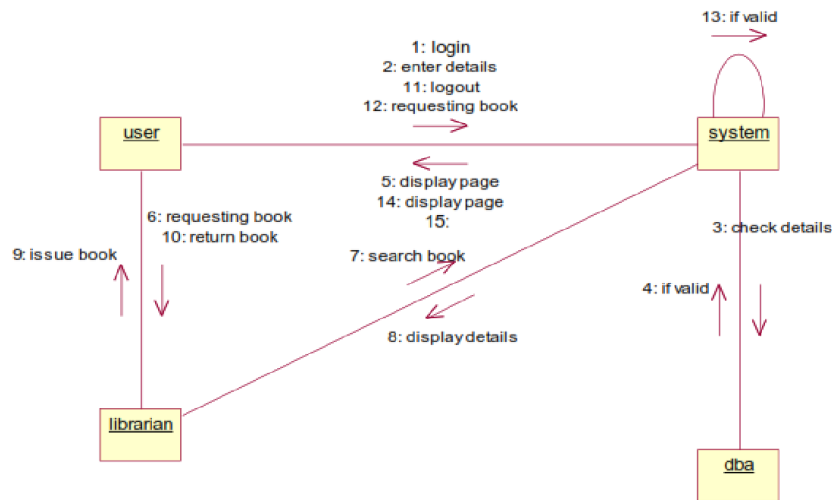 13: if valid
1: login
2: enter details
11: logout
12: requesting book
user
system
5: display page
14: display page
15:
6: requesting book
10: return book
9: issue book
3: check details
7: search book
4: if valid
8: display details
librarian
dba